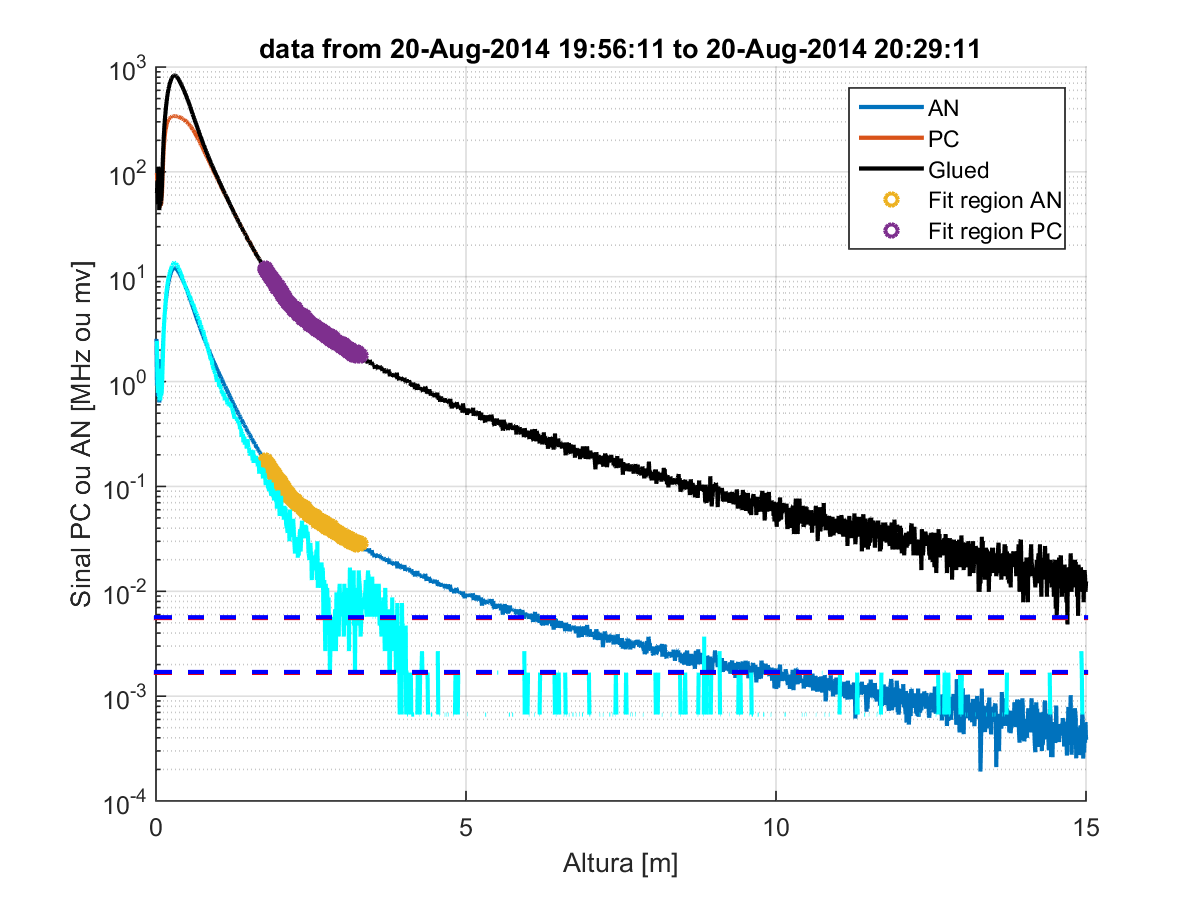 data from 20-Aug-2014 19:56:11 to 20-Aug-2014 20:29:11
AN
PC
Glued
Fit region AN
Fit region PC
Sinal PC ou AN [MHz ou mv]
10^3
10^2
10^1
10^0
10^-1
10^-2
10^-3
10^-4
0 5 10 15
Altura [m]